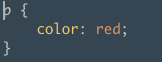 p {
    color: red;
}